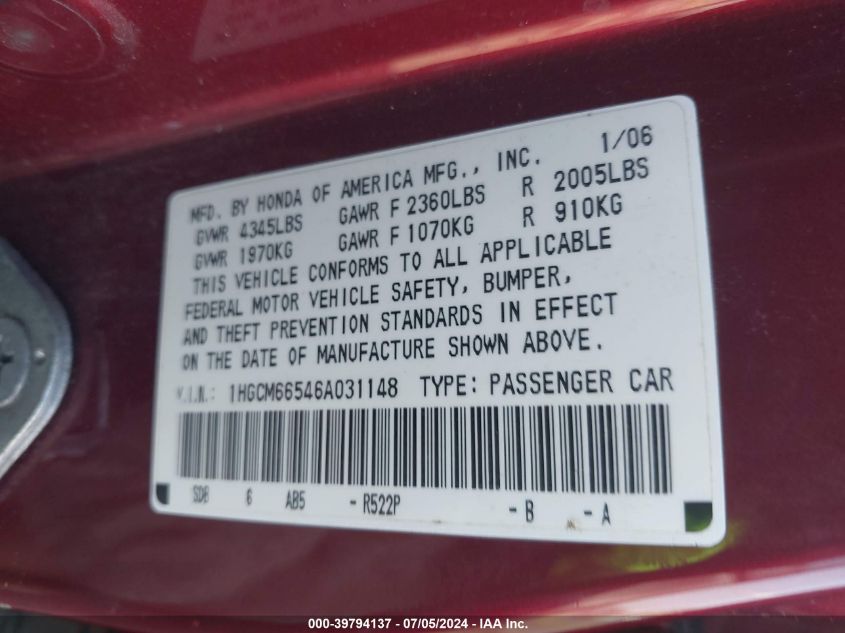 MFD. BY HONDA OF AMERICA MFG., INC. 1/06
GVWR 4345LBS GAWR F 2360LBS R 2005LBS
GVWR 1970KG GAWR F 1070KG R 910KG
THIS VEHICLE CONFORMS TO ALL APPLICABLE
FEDERAL MOTOR VEHICLE SAFETY, BUMPER,
AND THEFT PREVENTION STANDARDS IN EFFECT
ON THE DATE OF MANUFACTURE SHOWN ABOVE.
V.I.N.: 1HGCM66546A031148 TYPE: PASSENGER CAR
SDB 6 AB5 - R522P - B - A
000-39794137 - 07/05/2024 - IAA Inc.